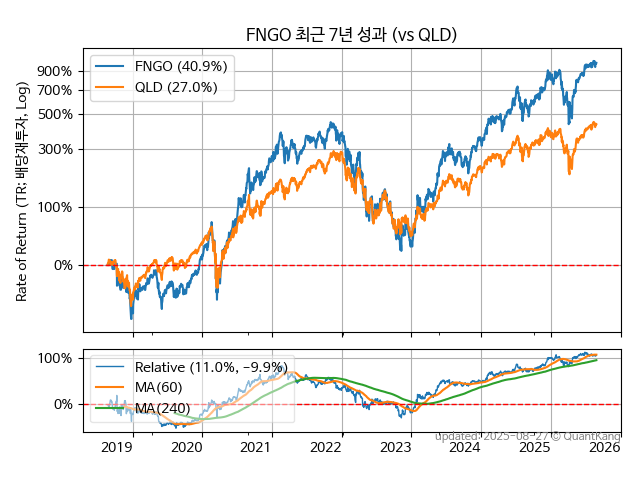 FNGO 최근 7년 성과 (vs QLD)
Rate of Return (TR: 배당재투자, Log)
900%
700%
500%
300%
100%
0%
FNGO (40.9%)
QLD (27.0%)
100%
0%
Relative (11.0%, −9.9%)
MA(60)
MA(240)
2019 2020 2021 2022 2023 2024 2025 2026
updated: 2025-08-27 © QuantKang